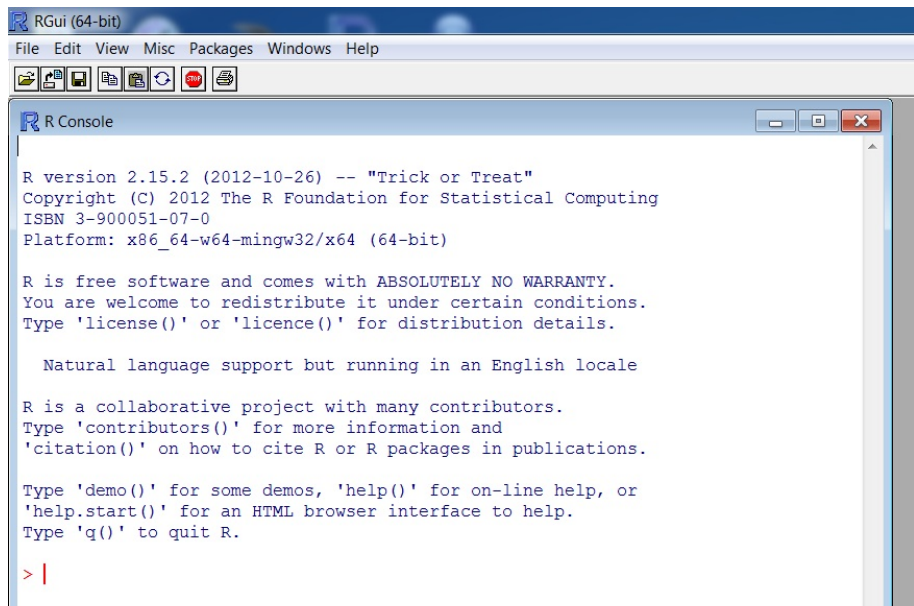 RGui (64-bit)
File Edit View Misc Packages Windows Help
STOP
R Console
R version 2.15.2 (2012-10-26) -- "Trick or Treat"
Copyright (C) 2012 The R Foundation for Statistical Computing
ISBN 3-900051-07-0
Platform: x86_64-w64-mingw32/x64 (64-bit)
R is free software and comes with ABSOLUTELY NO WARRANTY.
You are welcome to redistribute it under certain conditions.
Type 'license()' or 'licence()' for distribution details.
Natural language support but running in an English locale
R is a collaborative project with many contributors.
Type 'contributors()' for more information and
'citation()' on how to cite R or R packages in publications.
Type 'demo()' for some demos, 'help()' for on-line help, or
'help.start()' for an HTML browser interface to help.
Type 'q()' to quit R.
>